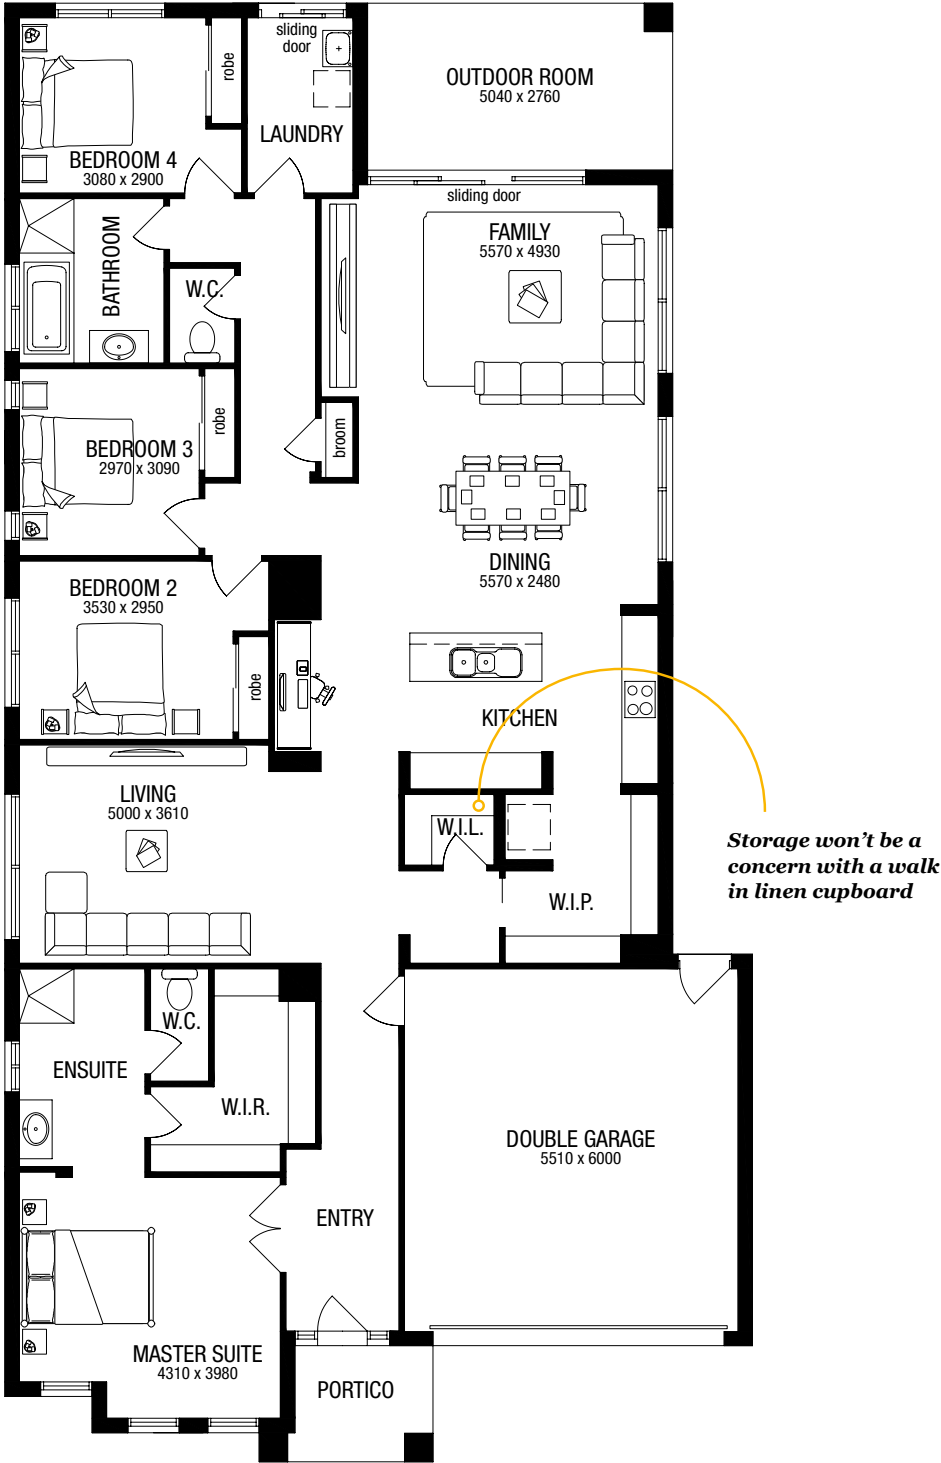 sliding
door
robe
OUTDOOR ROOM
5040 x 2760
LAUNDRY
BEDROOM 4
3080 x 2900
sliding door
BATHROOM
FAMILY
5570 x 4930
W.C.
robe
broom
BEDROOM 3
2970 x 3090
DINING
5570 x 2480
BEDROOM 2
3530 x 2950
robe
KITCHEN
LIVING
5000 x 3610
W.I.L.
Storage won’t be a
concern with a walk
in linen cupboard
W.I.P.
W.C.
ENSUITE
W.I.R.
DOUBLE GARAGE
5510 x 6000
ENTRY
MASTER SUITE
4310 x 3980
PORTICO